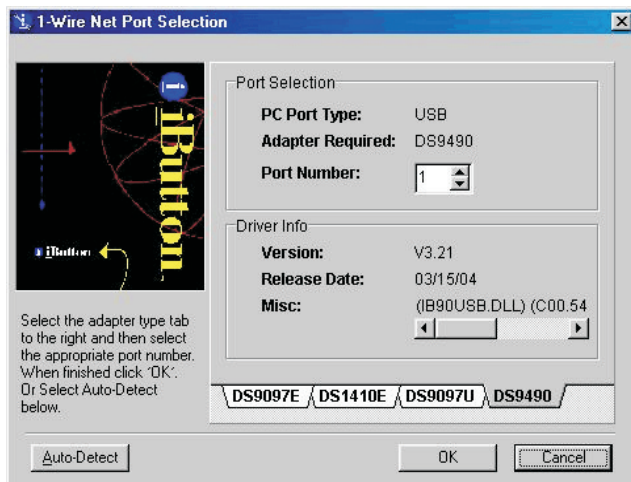 1-Wire Net Port Selection
iButton
iButton
Select the adapter type tab
to the right and then select
the appropriate port number.
When finished click 'OK'.
Or Select Auto-Detect
below.
Port Selection
PC Port Type: USB
Adapter Required: DS9490
Port Number: 1
Driver Info
Version: V3.21
Release Date: 03/15/04
Misc: (IB90USB.DLL) (C00.54
DS9097E DS1410E DS9097U DS9490
Auto-Detect OK Cancel